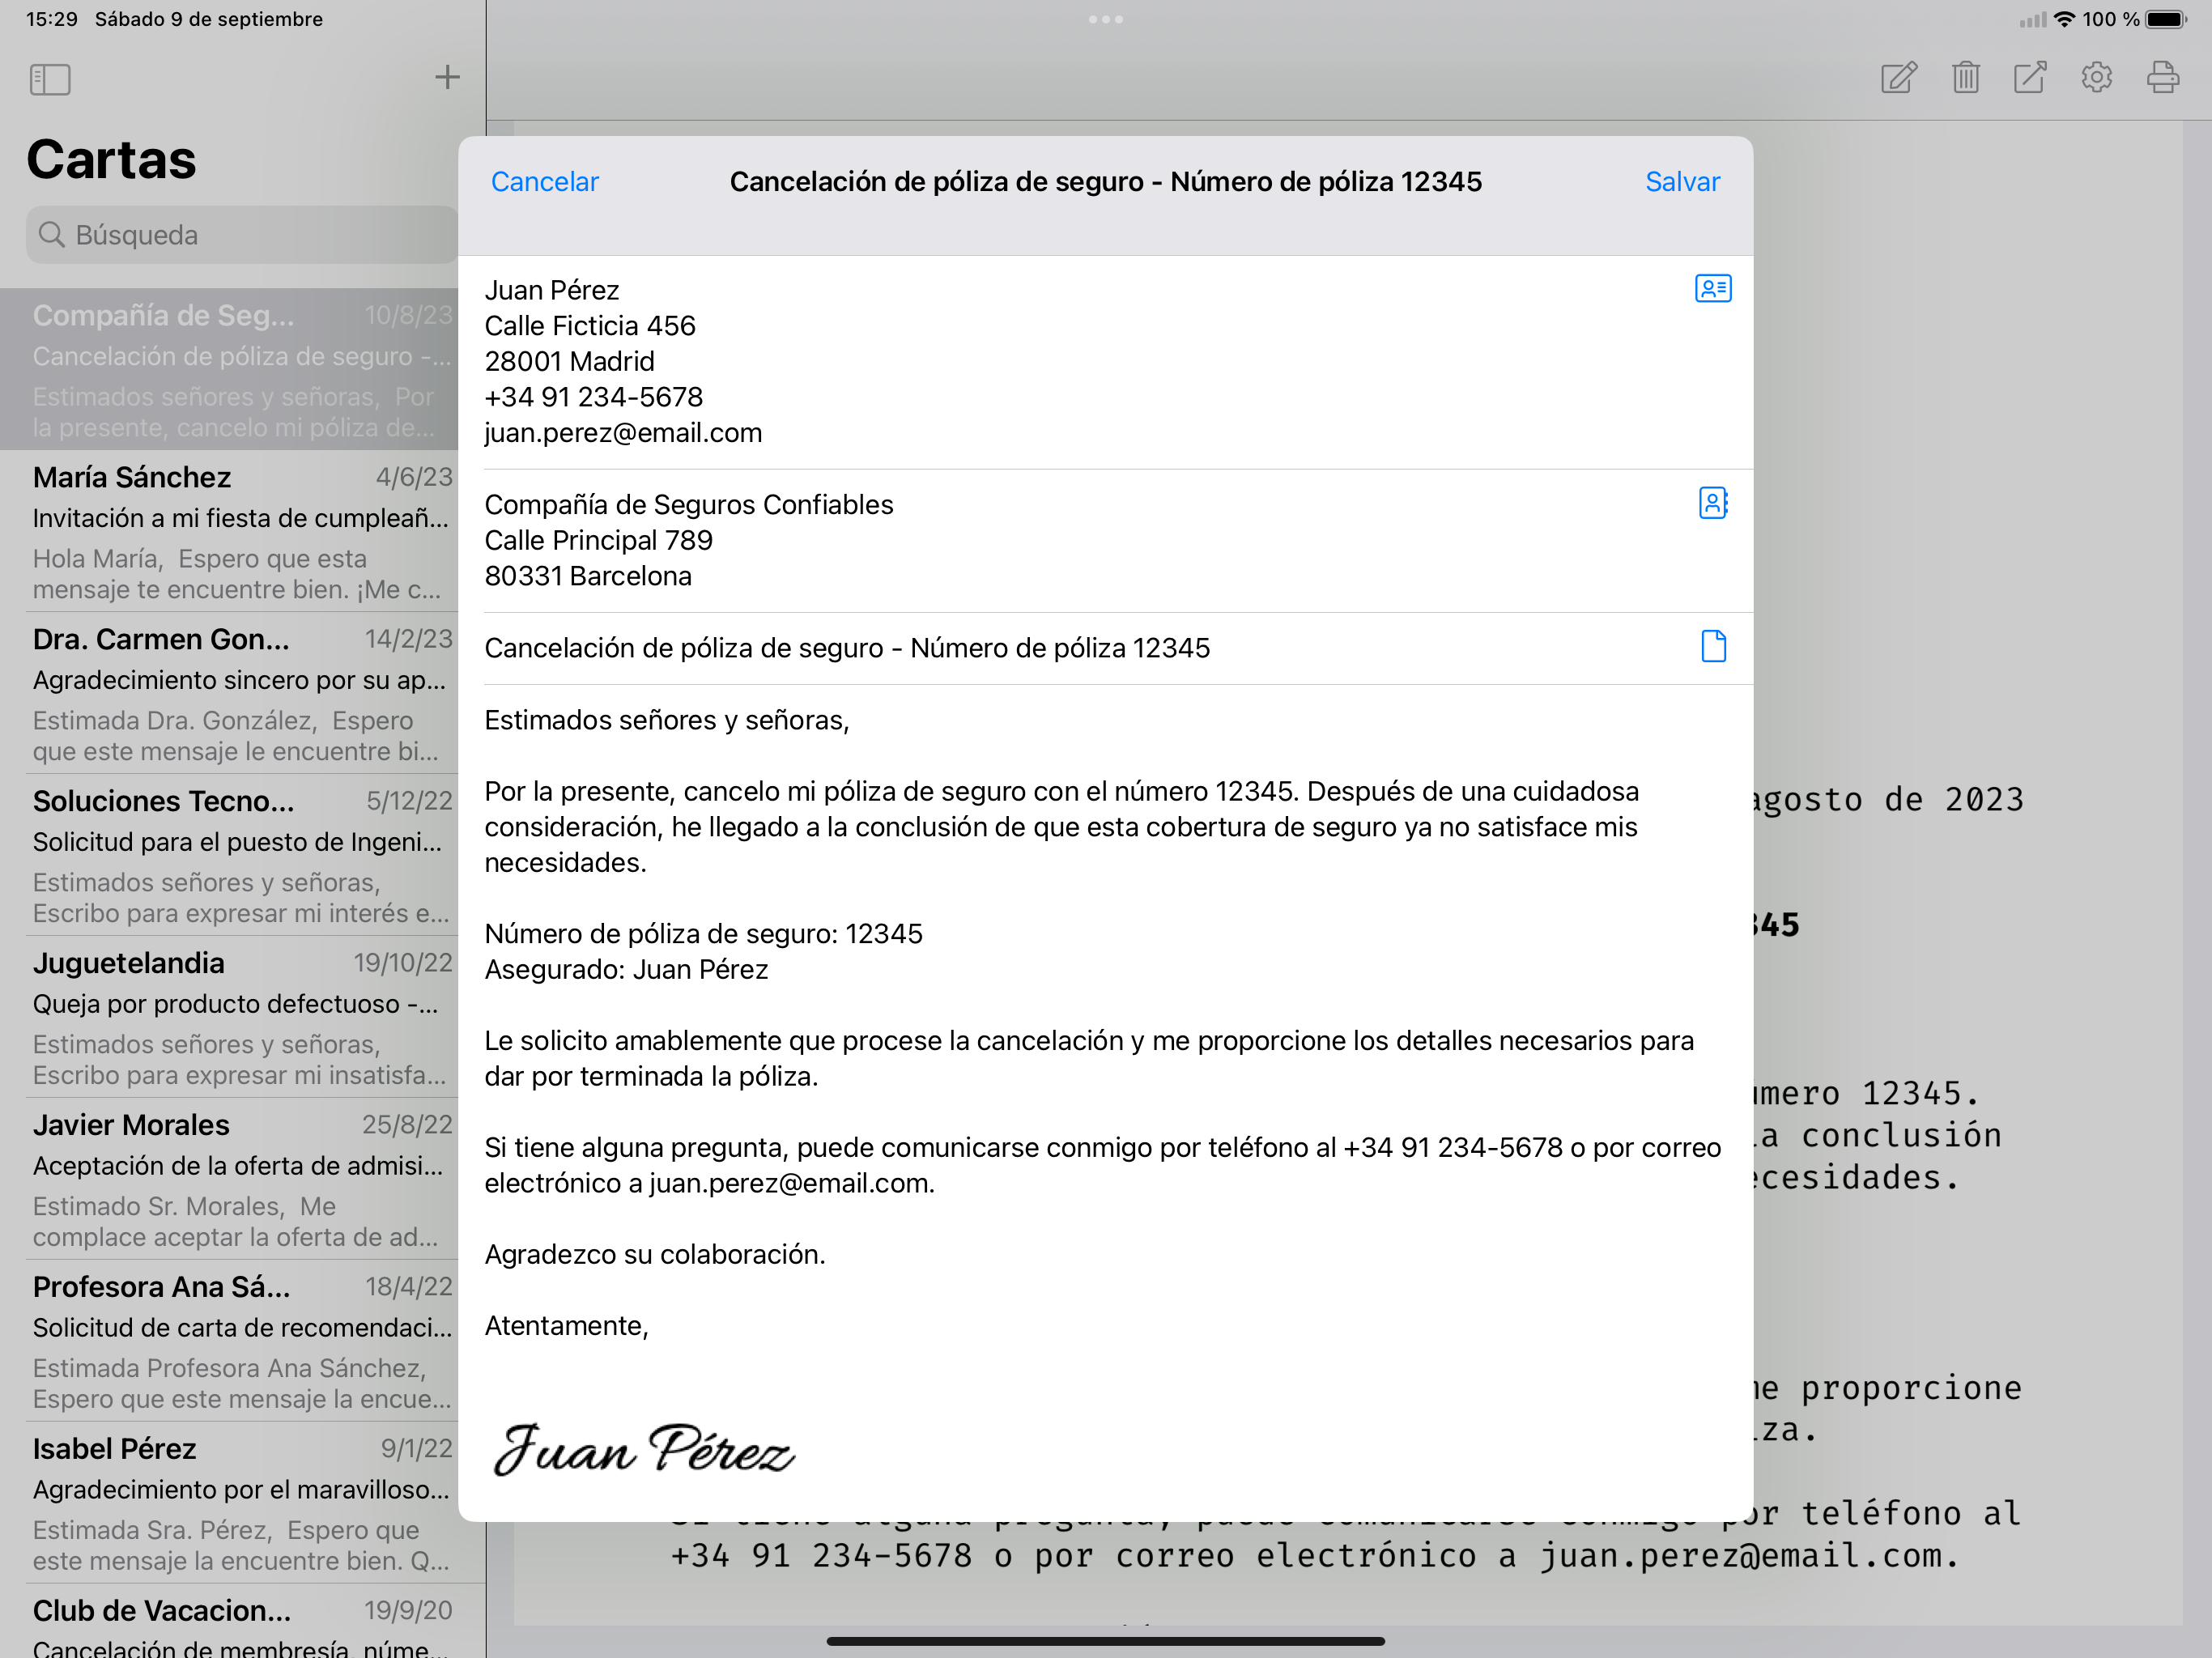 15:29 Sábado 9 de septiembre
100 %
Cartas
Búsqueda
Compañía de Seg... 10/8/23
Cancelación de póliza de seguro -...
Estimados señores y señoras, Por
la presente, cancelo mi póliza de...
María Sánchez 4/6/23
Invitación a mi fiesta de cumpleañ...
Hola María, Espero que esta
mensaje te encuentre bien. ¡Me c...
Dra. Carmen Gon... 14/2/23
Agradecimiento sincero por su ap...
Estimada Dra. González, Espero
que este mensaje le encuentre bi...
Soluciones Tecno... 5/12/22
Solicitud para el puesto de Ingeni...
Estimados señores y señoras,
Escribo para expresar mi interés e...
Juguetelandia 19/10/22
Queja por producto defectuoso -...
Estimados señores y señoras,
Escribo para expresar mi insatisfa...
Javier Morales 25/8/22
Aceptación de la oferta de admisi...
Estimado Sr. Morales, Me
complace aceptar la oferta de ad...
Profesora Ana Sá... 18/4/22
Solicitud de carta de recomendaci...
Estimada Profesora Ana Sánchez,
Espero que este mensaje la encue...
Isabel Pérez 9/1/22
Agradecimiento por el maravilloso...
Estimada Sra. Pérez, Espero que
este mensaje la encuentre bien. Q...
Club de Vacacion... 19/9/20
Cancelación de membresía, núme...
Cancelar Cancelación de póliza de seguro - Número de póliza 12345 Salvar
Juan Pérez
Calle Ficticia 456
28001 Madrid
+34 91 234-5678
juan.perez@email.com
Compañía de Seguros Confiables
Calle Principal 789
80331 Barcelona
Cancelación de póliza de seguro - Número de póliza 12345
Estimados señores y señoras,
Por la presente, cancelo mi póliza de seguro con el número 12345. Después de una cuidadosa
consideración, he llegado a la conclusión de que esta cobertura de seguro ya no satisface mis
necesidades.
Número de póliza de seguro: 12345
Asegurado: Juan Pérez
Le solicito amablemente que procese la cancelación y me proporcione los detalles necesarios para
dar por terminada la póliza.
Si tiene alguna pregunta, puede comunicarse conmigo por teléfono al +34 91 234-5678 o por correo
electrónico a juan.perez@email.com.
Agradezco su colaboración.
Atentamente,
Juan Pérez
agosto de 2023
345
número 12345.
la conclusión
necesidades.
me proporcione
Si tiene alguna pregunta, puede comunicarse conmigo por teléfono al
+34 91 234-5678 o por correo electrónico a juan.perez@email.com.